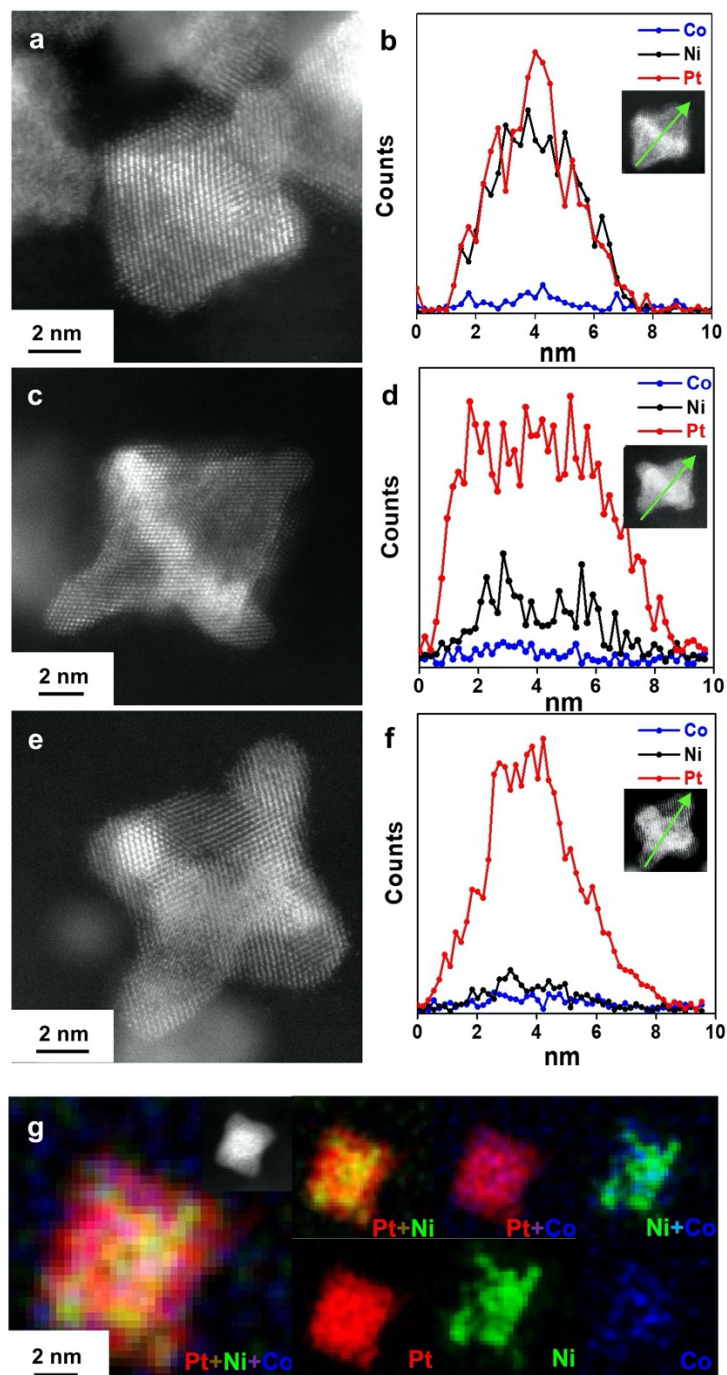 a
2 nm
b
Co
Ni
Pt
Counts
0 2 4 6 8 10
nm
c
2 nm
d
Co
Ni
Pt
Counts
0 2 4 6 8 10
nm
e
2 nm
f
Co
Ni
Pt
Counts
0 2 4 6 8 10
nm
g
2 nm
Pt+Ni+Co
Pt+Ni
Pt+Co
Ni+Co
Pt
Ni
Co